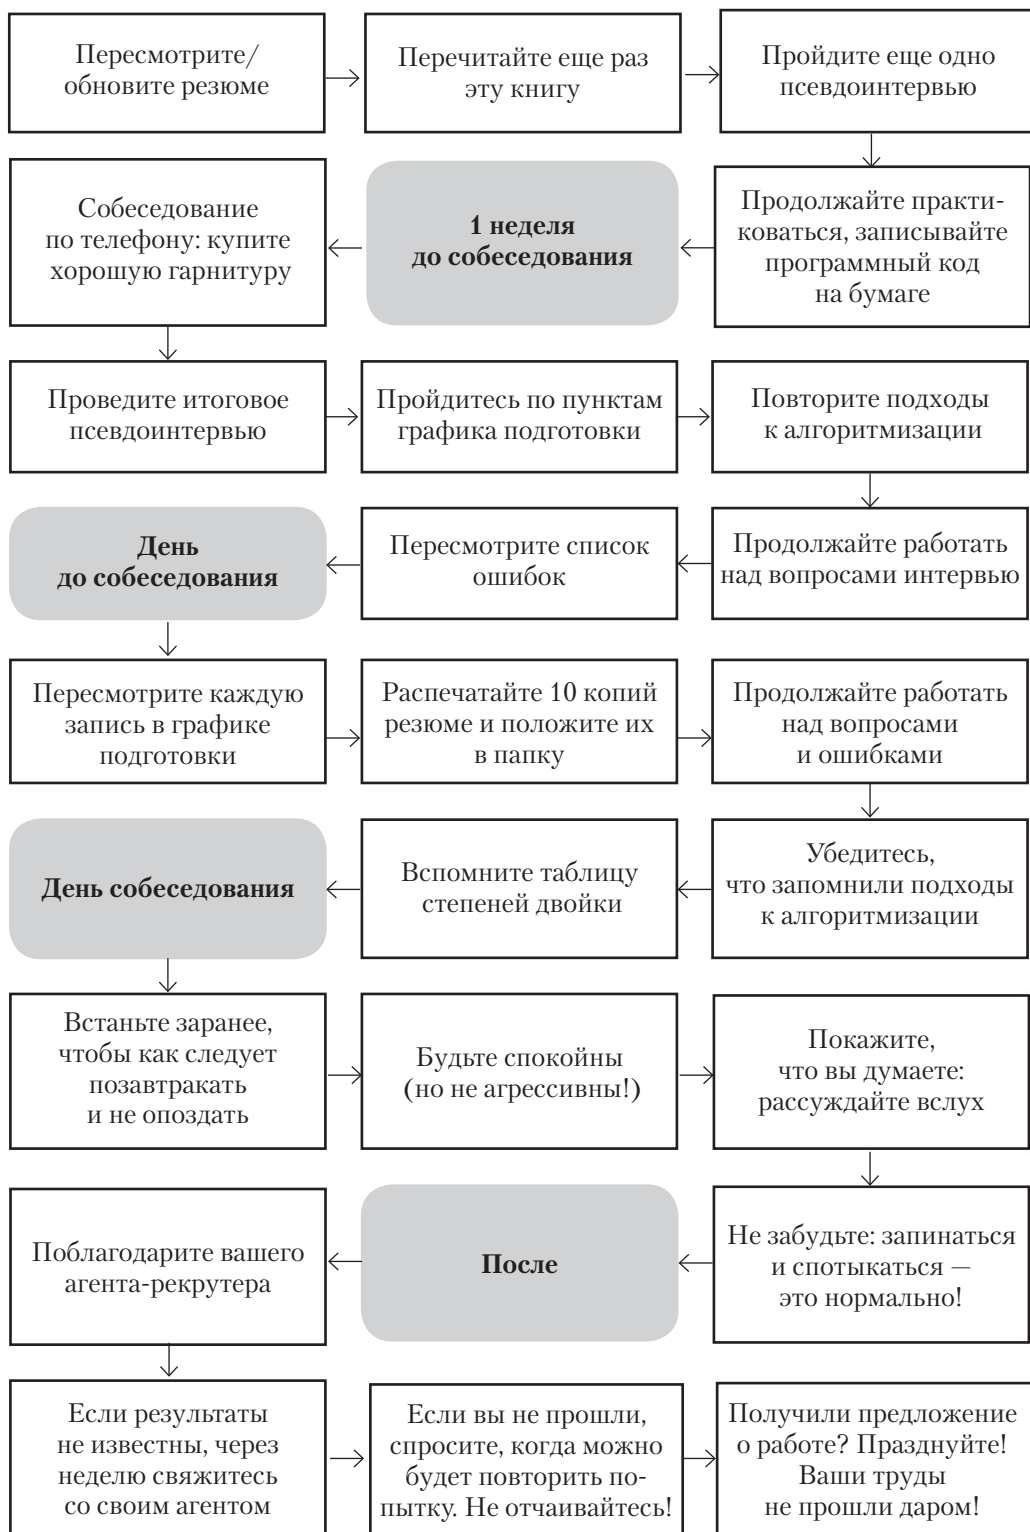 Пересмотрите/
обновите резюме
Перечитайте еще раз
эту книгу
Пройдите еще одно
псевдоинтервью
Продолжайте практи-
коваться, записывайте
программный код
на бумаге
1 неделя
до собеседования
Собеседование
по телефону: купите
хорошую гарнитуру
Проведите итоговое
псевдоинтервью
Пройдитесь по пунктам
графика подготовки
Повторите подходы
к алгоритмизации
Продолжайте работать
над вопросами интервью
Пересмотрите список
ошибок
День
до собеседования
Пересмотрите каждую
запись в графике
подготовки
Распечатайте 10 копий
резюме и положите их
в папку
Продолжайте работать
над вопросами
и ошибками
Убедитесь,
что запомнили подходы
к алгоритмизации
Вспомните таблицу
степеней двойки
День собеседования
Встаньте заранее,
чтобы как следует
позавтракать
и не опоздать
Будьте спокойны
(но не агрессивны!)
Покажите,
что вы думаете:
рассуждайте вслух
Не забудьте: запинаться
и спотыкаться —
это нормально!
После
Поблагодарите вашего
агента-рекрутера
Если результаты
не известны, через
неделю свяжитесь
со своим агентом
Если вы не прошли,
спросите, когда можно
будет повторить по-
пытку. Не отчаивайтесь!
Получили предложение
о работе? Празднуйте!
Ваши труды
не прошли даром!